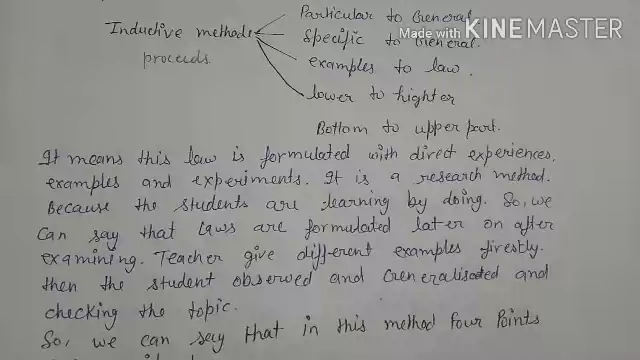 Particular to General
Made with KINEMASTER
Inductive methods
specific to General.
proceeds
examples to law.
lower to highter
Bottom to upper part.
It means this law is formulated with direct experiences,
examples and experiments. It is a research method.
Because the students are learning by doing. So, we
can say that laws are formulated later on after
examining. Teacher give different examples firestly.
then the student observed and Generalisated and
checking the topic.
So, we can say that in this method four Points